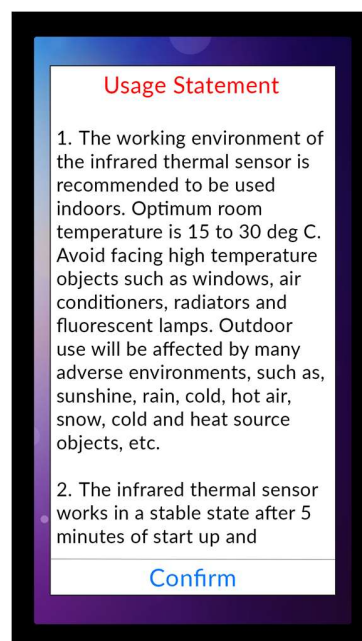 Usage Statement
1. The working environment of
the infrared thermal sensor is
recommended to be used
indoors. Optimum room
temperature is 15 to 30 deg C.
Avoid facing high temperature
objects such as windows, air
conditioners, radiators and
fluorescent lamps. Outdoor
use will be affected by many
adverse environments, such as,
sunshine, rain, cold, hot air,
snow, cold and heat source
objects, etc.
2. The infrared thermal sensor
works in a stable state after 5
minutes of start up and
Confirm